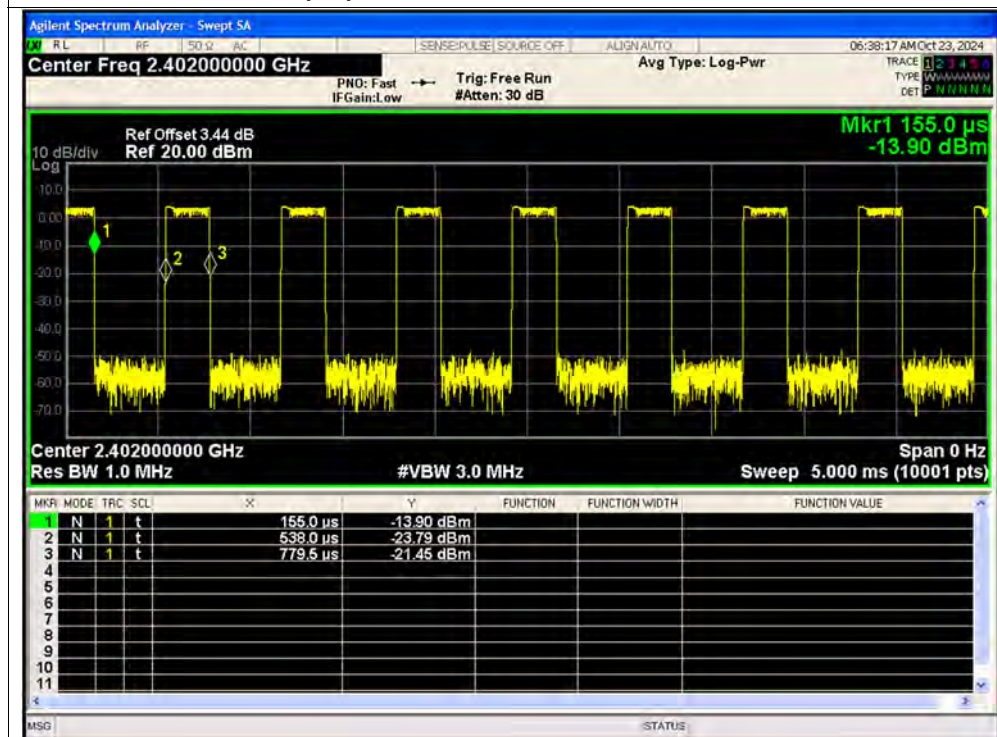 Agilent Spectrum Analyzer - Swept SA
LXI RL RF 50 Ω AC SENSE:PULSE SOURCE OFF ALIGN AUTO 06:38:17 AM Oct 23, 2024
Center Freq 2.402000000 GHz Avg Type: Log-Pwr TRACE 1 2 3 4 5 6
PNO: Fast Trig: Free Run TYPE WWWWWW
IFGain:Low #Atten: 30 dB DET P N N N N N
Mkr1 155.0 µs
Ref Offset 3.44 dB
10 dB/div Ref 20.00 dBm -13.90 dBm
Log
10.0
0.00
-10.0
-20.0
-30.0
-40.0
-50.0
-60.0
-70.0
1
2
3
Center 2.402000000 GHz Span 0 Hz
Res BW 1.0 MHz #VBW 3.0 MHz Sweep 5.000 ms (10001 pts)
MKR MODE TRC SCL X Y FUNCTION FUNCTION WIDTH FUNCTION VALUE
1 N 1 t 155.0 µs -13.90 dBm
2 N 1 t 538.0 µs -23.79 dBm
3 N 1 t 779.5 µs -21.45 dBm
4
5
6
7
8
9
10
11
MSG STATUS